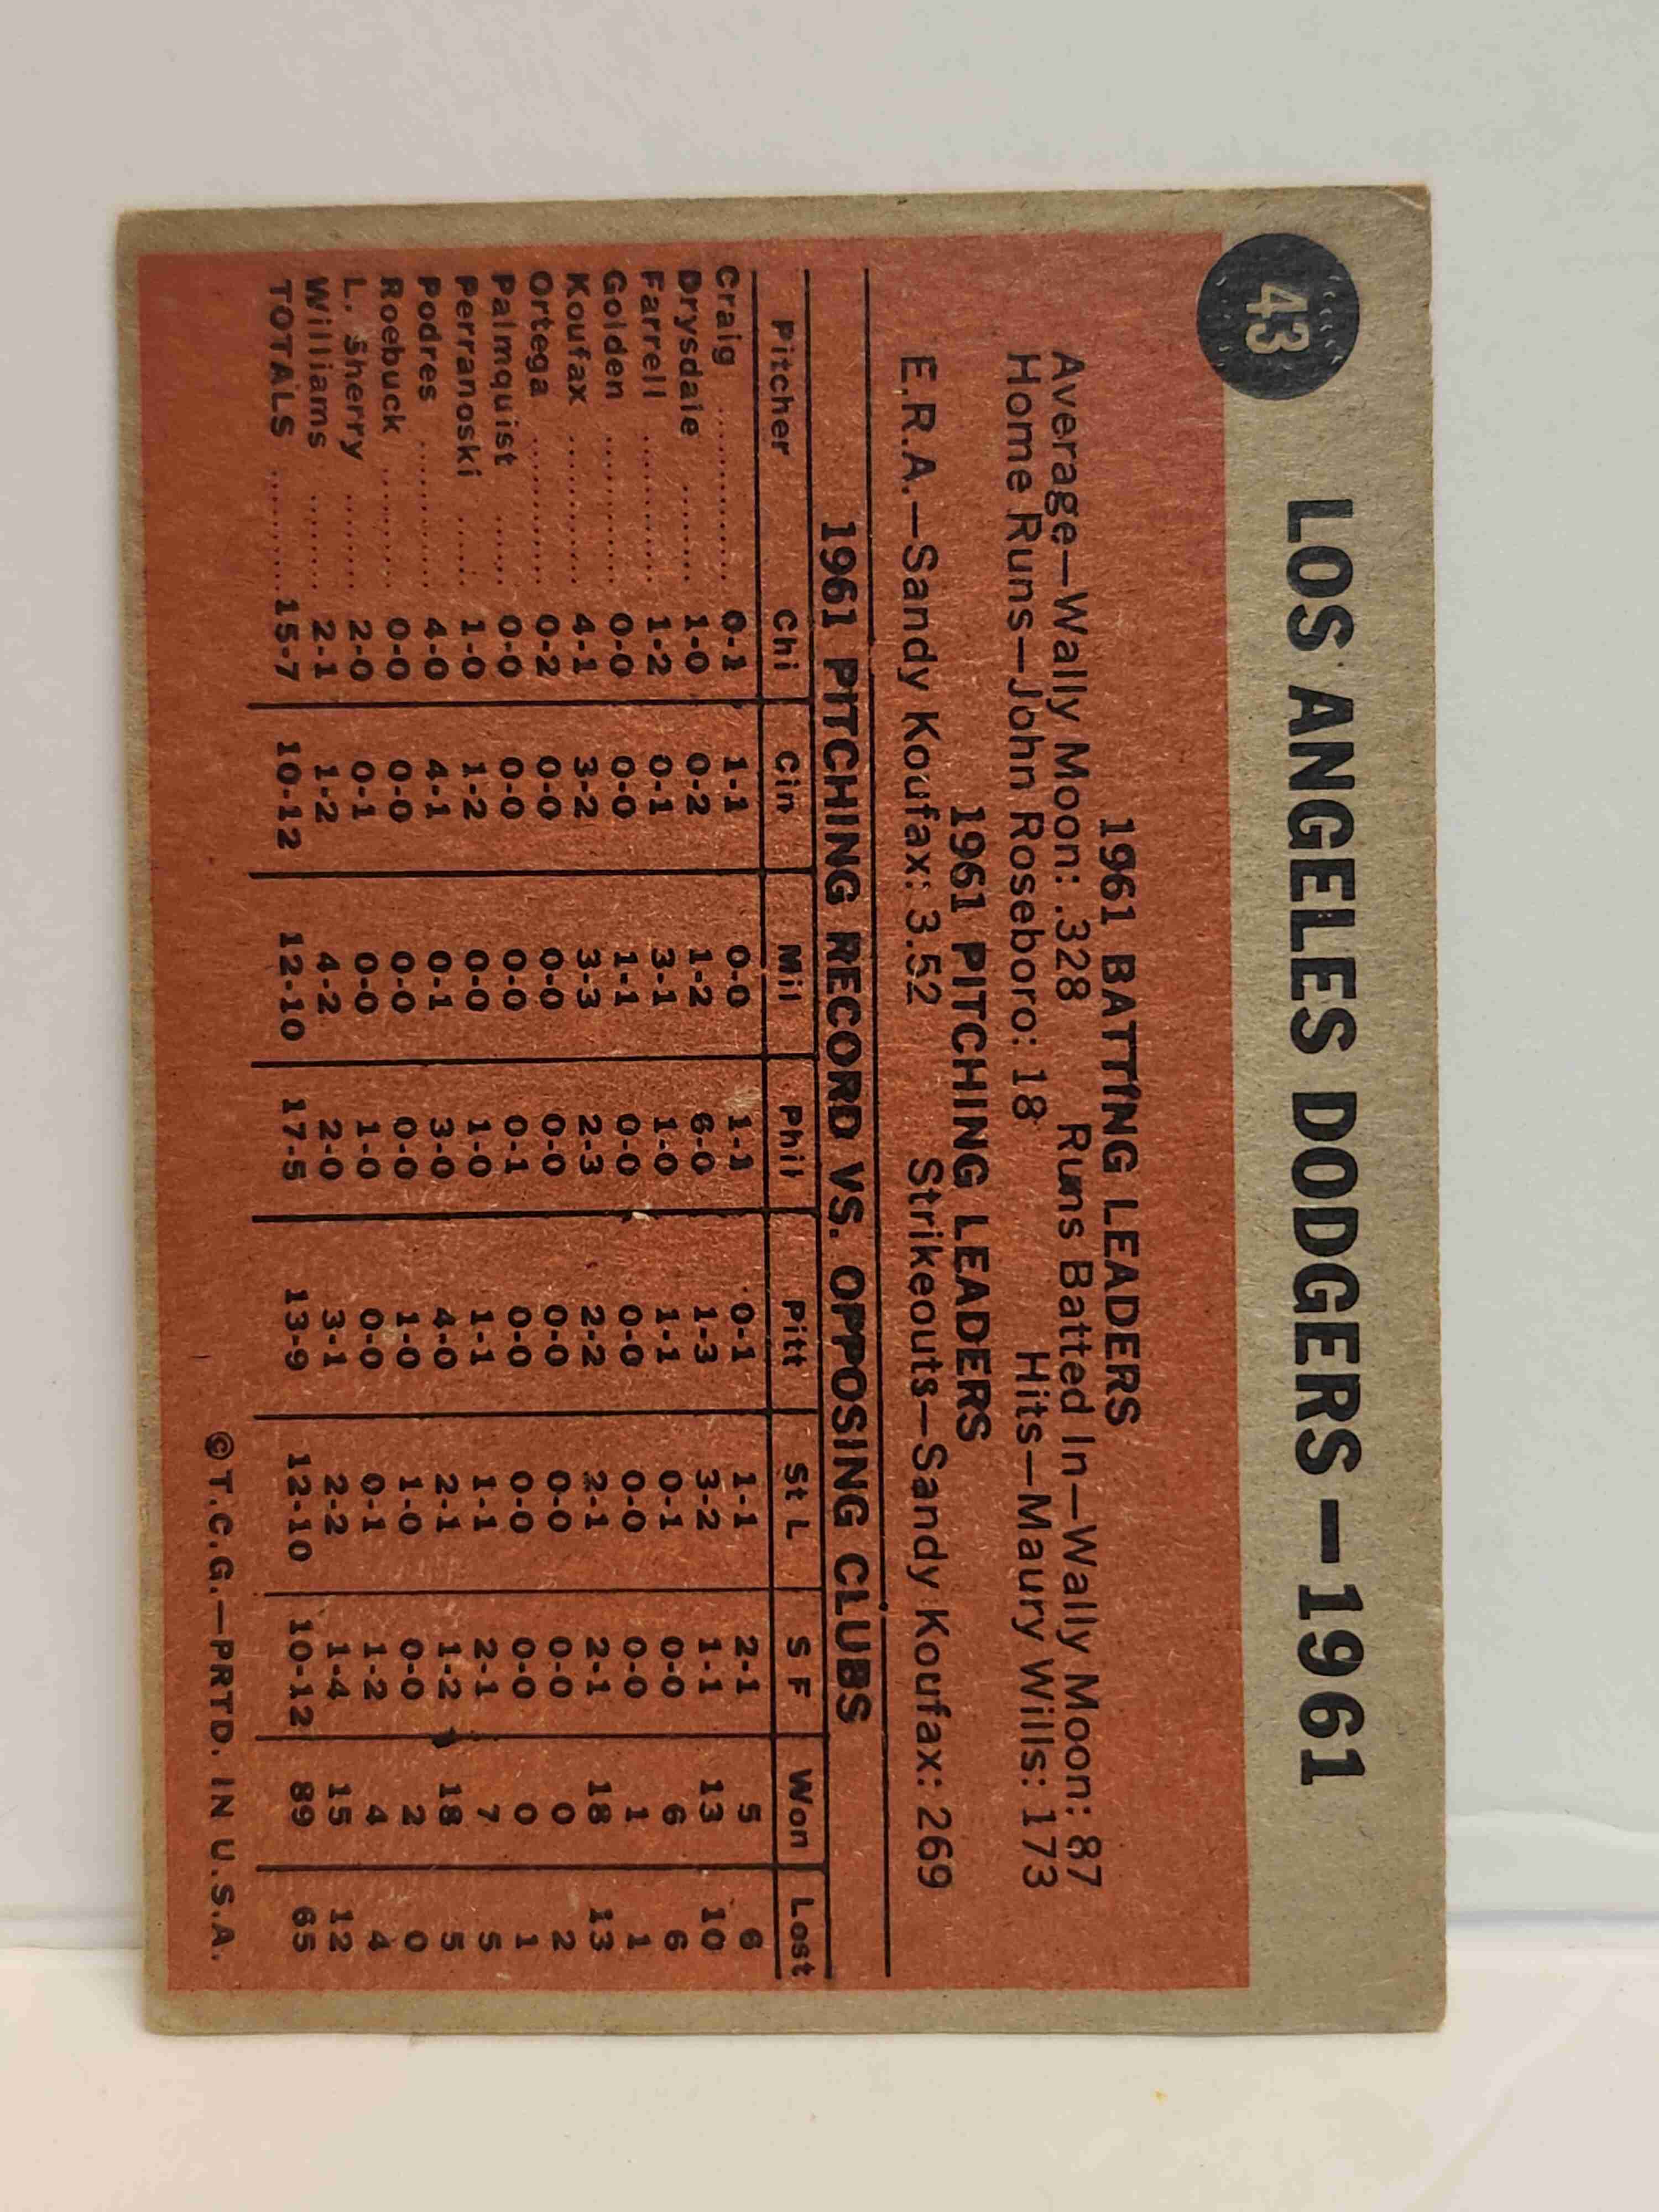 43 LOS ANGELES DODGERS—1961
1961 BATTING LEADERS
Average—Wally Moon: .328 Runs Batted In—Wally Moon: 87
Home Runs—John Roseboro: 18 Hits—Maury Wills: 173
1961 PITCHING LEADERS
E.R.A.—Sandy Koufax: 3.52 Strikeouts—Sandy Koufax: 269
1961 PITCHING RECORD VS. OPPOSING CLUBS
Pitcher Chi Cin Mil Phil Pitt St L S F Won Lost
Craig ............ 0-1 1-1 0-0 1-1 0-1 1-1 2-1 5 6
Drysdale ....... 1-0 0-2 1-2 6-0 1-3 3-2 1-1 13 10
Farrell .......... 1-2 0-1 3-1 1-0 1-1 0-1 0-0 6 6
Golden .......... 0-0 0-0 1-1 0-0 0-0 0-0 0-0 1 1
Koufax .......... 4-1 3-2 3-3 2-3 2-2 2-1 2-1 18 13
Ortega .......... 0-2 0-0 0-0 0-0 0-0 0-0 0-0 0 2
Palmquist ..... 0-0 0-0 0-0 0-1 0-0 0-0 0-0 0 1
Perranoski ..... 1-0 1-2 0-0 1-0 1-1 1-1 2-1 7 5
Podres .......... 4-0 4-1 0-1 3-0 4-0 2-1 1-2 18 5
Roebuck ........ 0-0 0-0 0-0 0-0 1-0 1-0 0-0 2 0
L. Sherry ....... 2-0 0-1 0-0 1-0 0-0 0-1 1-2 4 4
Williams ....... 2-1 1-2 4-2 2-0 3-1 2-2 1-4 15 12
TOTALS ......... 15-7 10-12 12-10 17-5 13-9 12-10 10-12 89 65
©T.C.G.—PRTD. IN U.S.A.